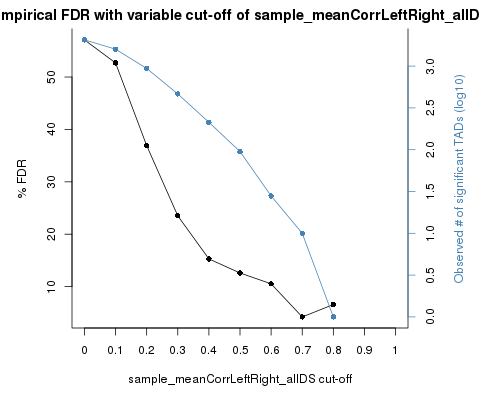 mpirical FDR with variable cut-off of sample_meanCorrLeftRight_allD
% FDR
50
40
30
20
10
3.0
2.5
2.0
1.5
1.0
0.5
0.0
Observed # of significant TADs (log10)
0 0.1 0.2 0.3 0.4 0.5 0.6 0.7 0.8 0.9 1
sample_meanCorrLeftRight_allDS cut-off